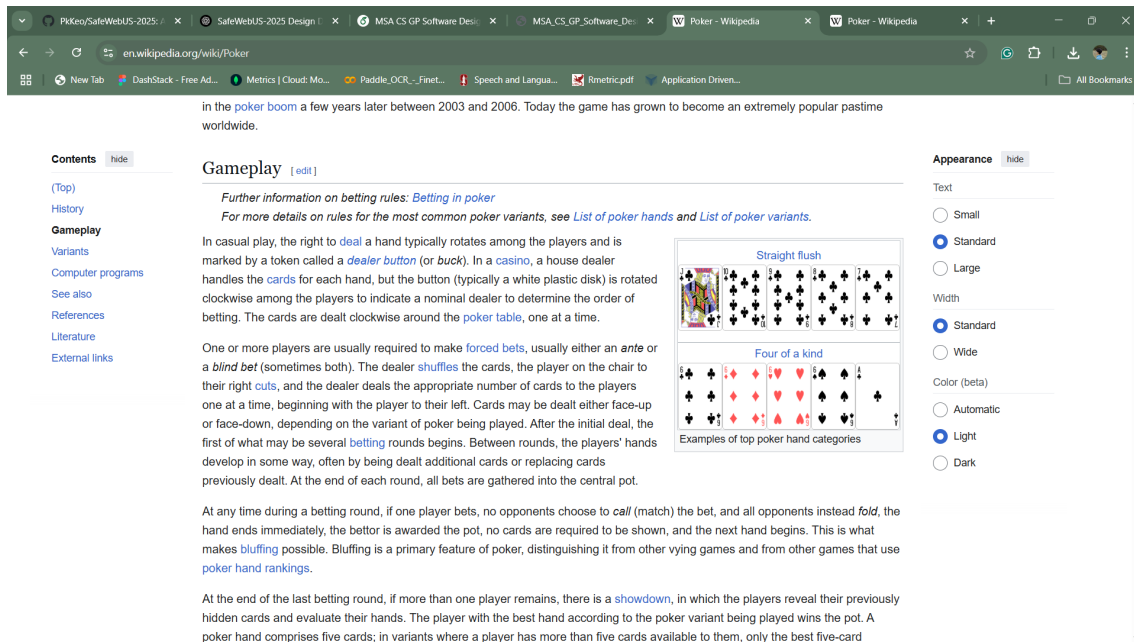 PkKeo/SafeWebUS-2025: A
SafeWebUS-2025 Design D
MSA CS GP Software Desig
MSA_CS_GP_Software_Desi
Poker - Wikipedia
Poker - Wikipedia
en.wikipedia.org/wiki/Poker
New Tab
DashStack - Free Ad...
Metrics | Cloud: Mo...
Paddle_OCR_-_Finet...
Speech and Langua...
Rmetric.pdf
Application Driven...
All Bookmarks
in the poker boom a few years later between 2003 and 2006. Today the game has grown to become an extremely popular pastime
worldwide.
Contents hide
(Top)
History
Gameplay
Variants
Computer programs
See also
References
Literature
External links
Gameplay [ edit ]
Further information on betting rules: Betting in poker
For more details on rules for the most common poker variants, see List of poker hands and List of poker variants.
In casual play, the right to deal a hand typically rotates among the players and is
marked by a token called a dealer button (or buck). In a casino, a house dealer
handles the cards for each hand, but the button (typically a white plastic disk) is rotated
clockwise among the players to indicate a nominal dealer to determine the order of
betting. The cards are dealt clockwise around the poker table, one at a time.
Straight flush
J 10 9 8 7
Four of a kind
6 6 6 6 A
Examples of top poker hand categories
One or more players are usually required to make forced bets, usually either an ante or
a blind bet (sometimes both). The dealer shuffles the cards, the player on the chair to
their right cuts, and the dealer deals the appropriate number of cards to the players
one at a time, beginning with the player to their left. Cards may be dealt either face-up
or face-down, depending on the variant of poker being played. After the initial deal, the
first of what may be several betting rounds begins. Between rounds, the players' hands
develop in some way, often by being dealt additional cards or replacing cards
previously dealt. At the end of each round, all bets are gathered into the central pot.
At any time during a betting round, if one player bets, no opponents choose to call (match) the bet, and all opponents instead fold, the
hand ends immediately, the bettor is awarded the pot, no cards are required to be shown, and the next hand begins. This is what
makes bluffing possible. Bluffing is a primary feature of poker, distinguishing it from other vying games and from other games that use
poker hand rankings.
At the end of the last betting round, if more than one player remains, there is a showdown, in which the players reveal their previously
hidden cards and evaluate their hands. The player with the best hand according to the poker variant being played wins the pot. A
poker hand comprises five cards; in variants where a player has more than five cards available to them, only the best five-card
Appearance hide
Text
Small
Standard
Large
Width
Standard
Wide
Color (beta)
Automatic
Light
Dark